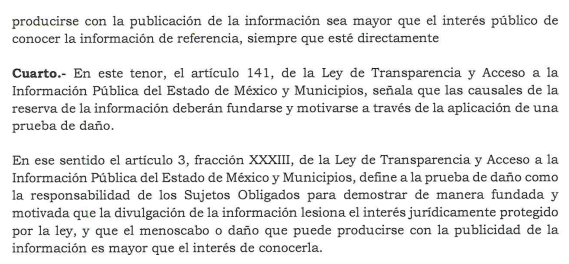 producirse con la publicación de la información sea mayor que el interés público de
conocer la información de referencia, siempre que esté directamente
Cuarto.- En este tenor, el artículo 141, de la Ley de Transparencia y Acceso a la
Información Pública del Estado de México y Municipios, señala que las causales de la
reserva de la información deberán fundarse y motivarse a través de la aplicación de una
prueba de daño.
En ese sentido el artículo 3, fracción XXXIII, de la Ley de Transparencia y Acceso a la
Información Pública del Estado de México y Municipios, define a la prueba de daño como
la responsabilidad de los Sujetos Obligados para demostrar de manera fundada y
motivada que la divulgación de la información lesiona el interés jurídicamente protegido
por la ley, y que el menoscabo o daño que puede producirse con la publicidad de la
información es mayor que el interés de conocerla.